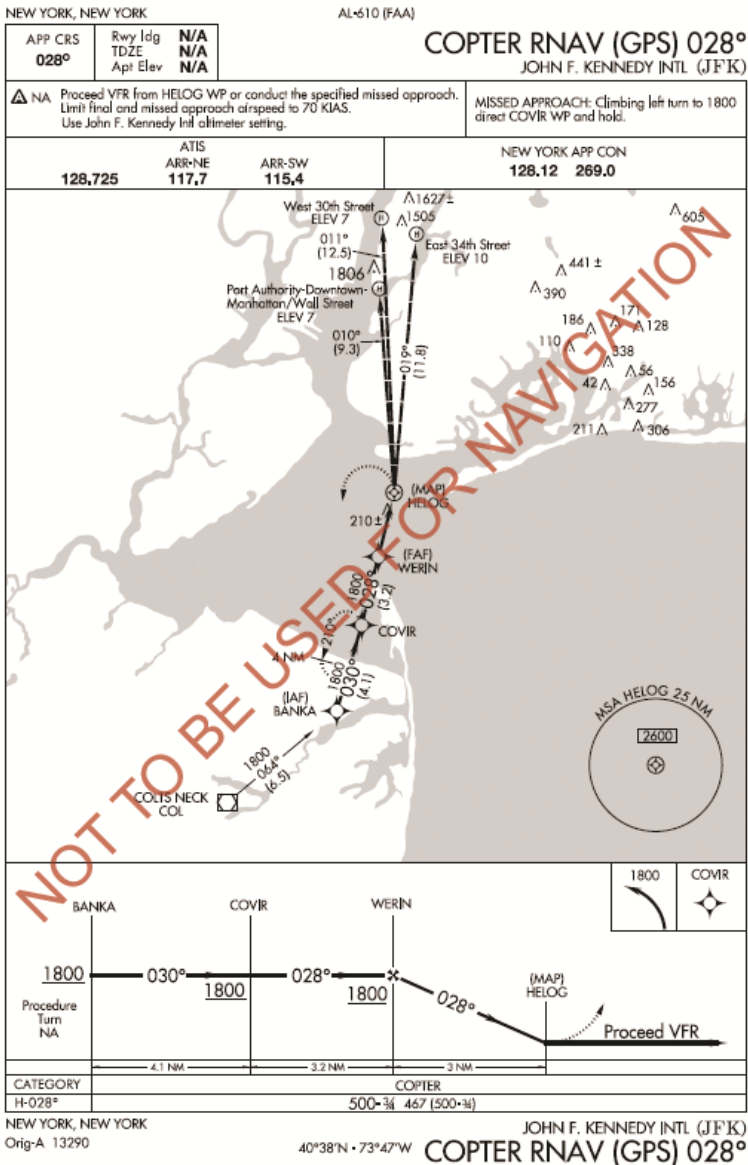 NEW YORK, NEW YORK
AL-610 (FAA)
APP CRS
028°
Rwy ldg N/A
TDZE N/A
Apt Elev N/A
COPTER RNAV (GPS) 028°
JOHN F. KENNEDY INTL (JFK)
A NA Proceed VFR from HELOG WP or conduct the specified missed approach.
Limit final and missed approach airspeed to 70 KIAS.
Use John F. Kennedy Intl altimeter setting.
MISSED APPROACH: Climbing left turn to 1800
direct COVIR WP and hold.
ATIS
ARR-NE ARR-SW
128.725 117.7 115.4
NEW YORK APP CON
128.12 269.0
West 30th Street
ELEV 7
1627±
1505
605
East 34th Street
ELEV 10
011°
(12.5)
1806
441 ±
390
Port Authority-Downtown-
Manhattan/Wall Street
ELEV 7
010°
(9.3)
019°
(11.8)
186
171
128
110
338
56
42
156
277
211
306
(MAP)
HELOG
210±
(FAF)
WERIN
1800
028°
(3.2)
COVIR
210°
4 NM
1800
030°
(4.1)
(IAF)
BANKA
1800
064°
(6.5)
COLTS NECK
COL
MSA HELOG 25 NM
2600
NOT TO BE USED FOR NAVIGATION
1800
COVIR
BANKA
COVIR
WERIN
1800
030°
1800
028°
1800
028°
(MAP)
HELOG
Procedure
Turn
NA
Proceed VFR
4.1 NM
3.2 NM
3 NM
CATEGORY COPTER
H-028° 500-¾ 467 (500-¾)
NEW YORK, NEW YORK
Orig-A 13290
40°38'N - 73°47'W
JOHN F. KENNEDY INTL (JFK)
COPTER RNAV (GPS) 028°